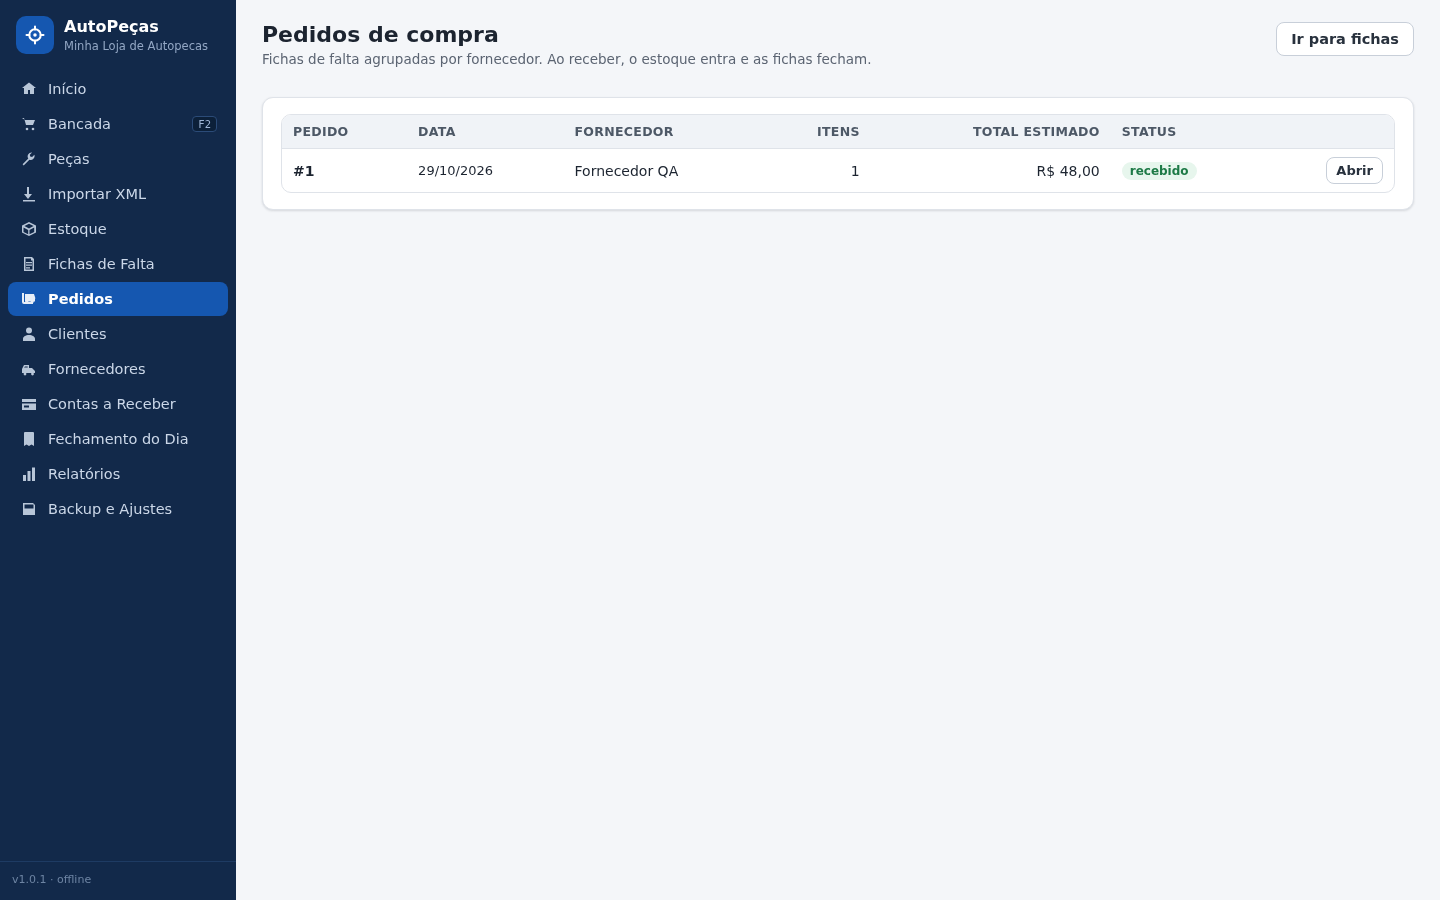 AutoPeças
Minha Loja de Autopecas
Início
Bancada F2
Peças
Importar XML
Estoque
Fichas de Falta
Pedidos
Clientes
Fornecedores
Contas a Receber
Fechamento do Dia
Relatórios
Backup e Ajustes
v1.0.1 · offline
Pedidos de compra
Fichas de falta agrupadas por fornecedor. Ao receber, o estoque entra e as fichas fecham.
Ir para fichas
PEDIDO DATA FORNECEDOR ITENS TOTAL ESTIMADO STATUS
#1 29/10/2026 Fornecedor QA 1 R$ 48,00 recebido Abrir